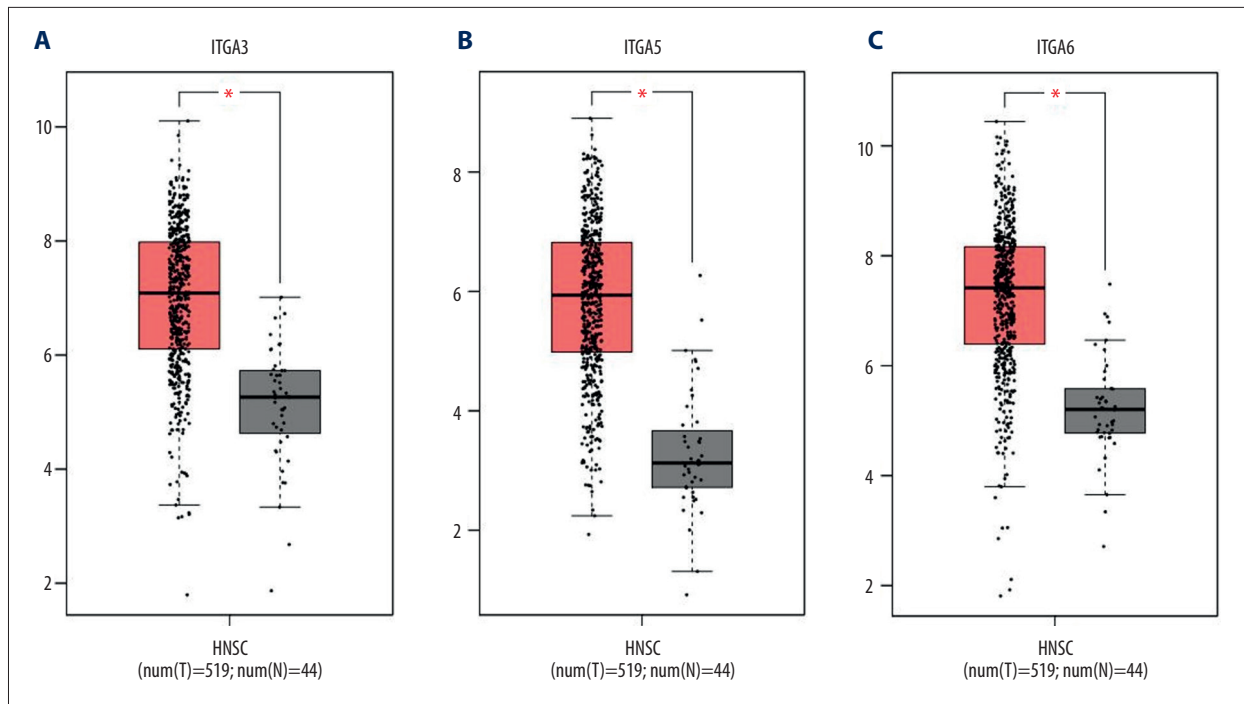 A
ITGA3
*
10
8
6
4
2
HNSC
(num(T)=519; num(N)=44)
B
ITGA5
*
8
6
4
2
HNSC
(num(T)=519; num(N)=44)
C
ITGA6
*
10
8
6
4
2
HNSC
(num(T)=519; num(N)=44)